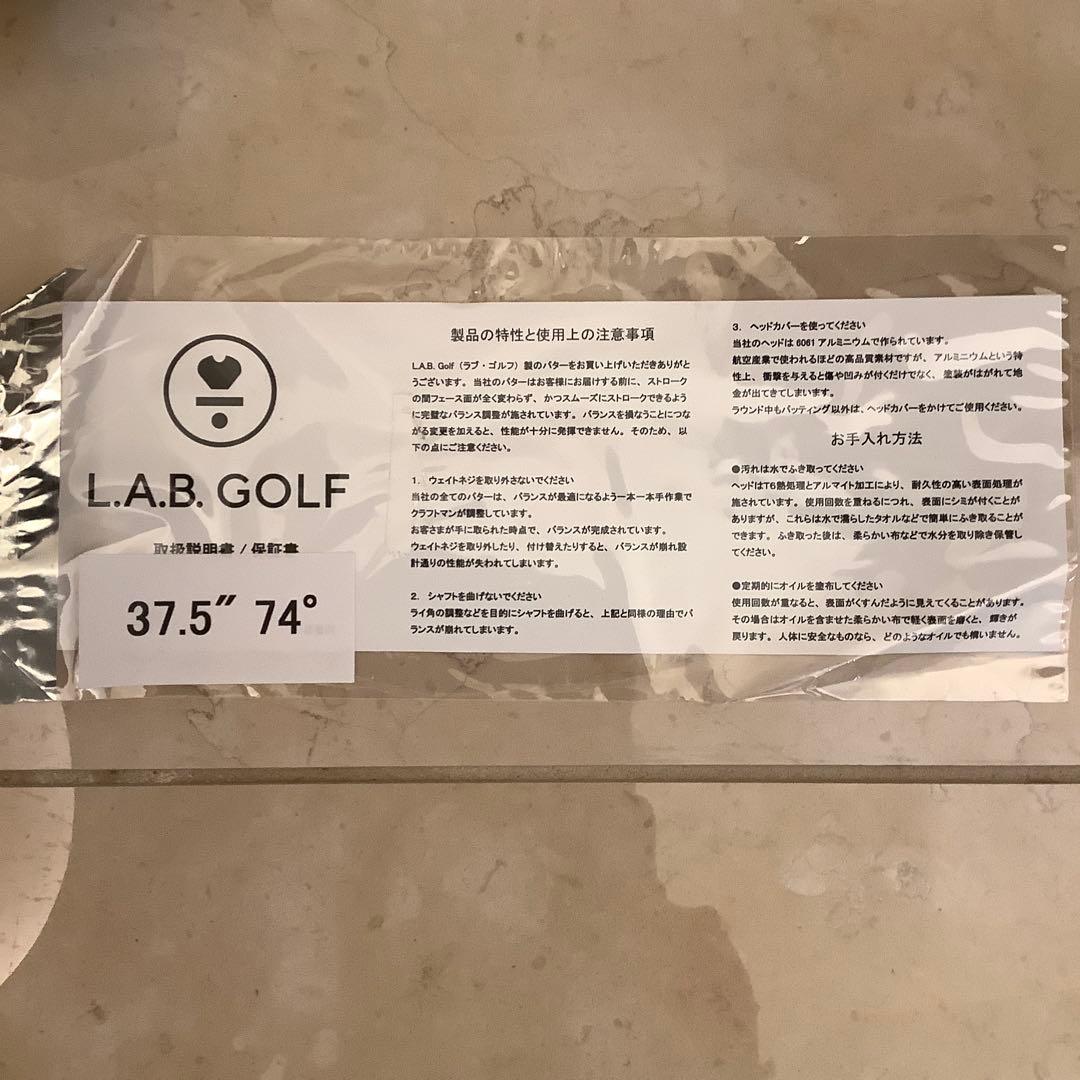 L.A.B. GOLF
取扱説明書 / 保証書
37.5″ 74°
製品の特性と使用上の注意事項
L.A.B. Golf（ラブ・ゴルフ）製のパターをお買い上げいただきありがと
うございます。当社のパターはお客様にお届けする前に、ストローク
の間フェース面が全く変わらず、かつスムーズにストロークできるよう
に完璧なバランス調整が施されています。バランスを損なうことにつな
がる変更を加えると、性能が十分に発揮できません。そのため、以
下の点にご注意ください。
1. ウェイトネジを取り外さないでください
当社の全てのパターは、バランスが最適になるよう一本一本手作業で
クラフトマンが調整しています。
お客さまが手に取られた時点で、バランスが完成されています。
ウェイトネジを取り外したり、付け替えたりすると、バランスが崩れ設
計通りの性能が失われてしまいます。
2. シャフトを曲げないでください
ライ角の調整などを目的にシャフトを曲げると、上記と同様の理由でバ
ランスが崩れてしまいます。
3. ヘッドカバーを使ってください
当社のヘッドは 6061 アルミニウムで作られています。
航空産業で使われるほどの高品質素材ですが、アルミニウムという特
性上、衝撃を与えると傷や凹みが付くだけでなく、塗装がはがれて地
金が出てきてしまいます。
ラウンド中もパッティング以外は、ヘッドカバーをかけてご使用ください。
お手入れ方法
●汚れは水でふき取ってください
ヘッドはT6熱処理とアルマイト加工により、耐久性の高い表面処理が
施されています。使用回数を重ねるにつれ、表面にシミが付くことが
ありますが、これらは水で濡らしたタオルなどで簡単にふき取ることが
できます。ふき取った後は、柔らかい布などで水分を取り除き保管し
てください。
●定期的にオイルを塗布してください
使用回数が重なると、表面がくすんだように見えてくることがあります。
その場合はオイルを含ませた柔らかい布で軽く表面を磨くと、輝きが
戻ります。人体に安全なものなら、どのようなオイルでも構いません。